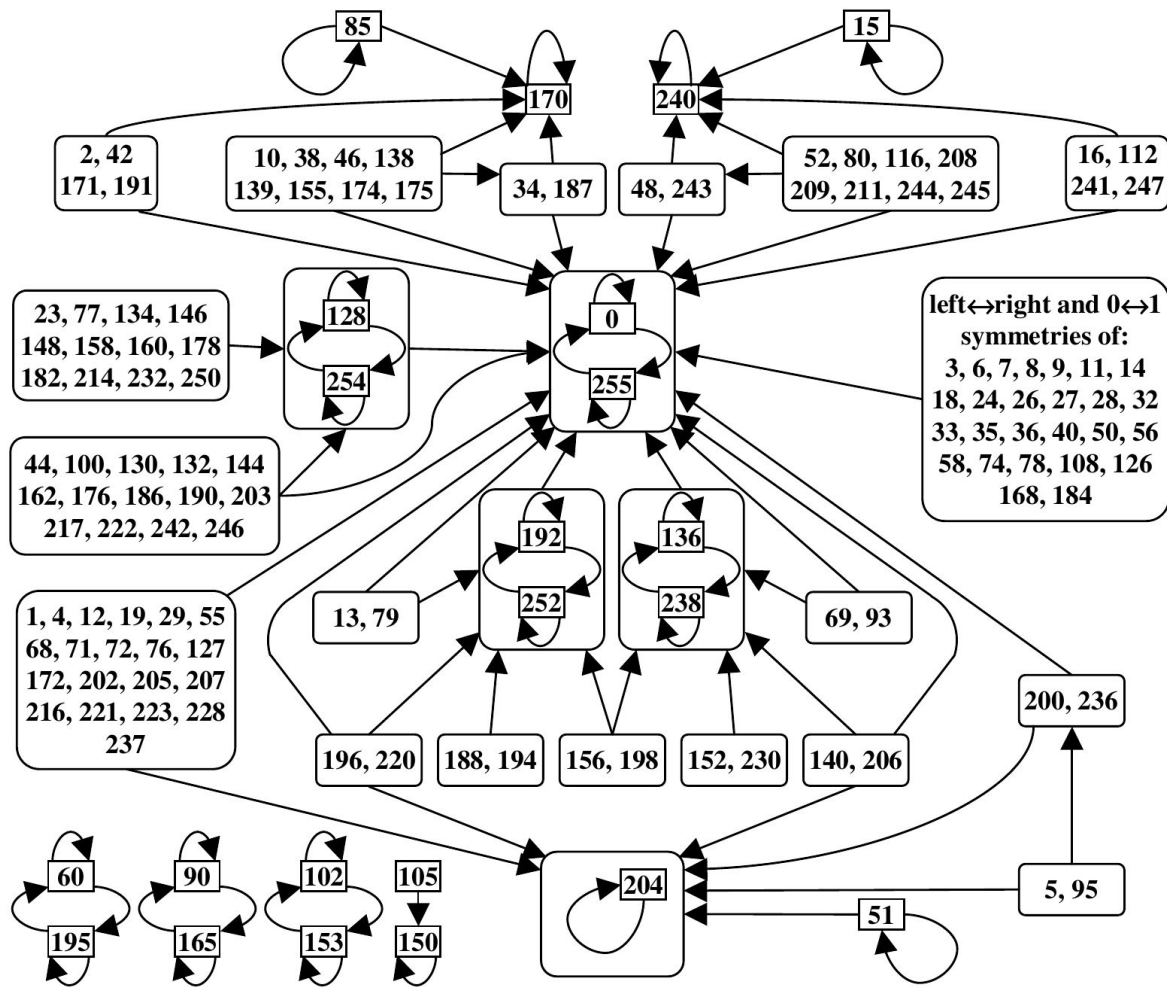 85
15
170
240
2, 42
171, 191
10, 38, 46, 138
139, 155, 174, 175
34, 187
48, 243
52, 80, 116, 208
209, 211, 244, 245
16, 112
241, 247
23, 77, 134, 146
148, 158, 160, 178
182, 214, 232, 250
128
254
0
255
left↔right and 0↔1
symmetries of:
3, 6, 7, 8, 9, 11, 14
18, 24, 26, 27, 28, 32
33, 35, 36, 40, 50, 56
58, 74, 78, 108, 126
168, 184
44, 100, 130, 132, 144
162, 176, 186, 190, 203
217, 222, 242, 246
192
252
136
238
13, 79
69, 93
1, 4, 12, 19, 29, 55
68, 71, 72, 76, 127
172, 202, 205, 207
216, 221, 223, 228
237
196, 220
188, 194
156, 198
152, 230
140, 206
200, 236
60
195
90
165
102
153
105
150
204
5, 95
51